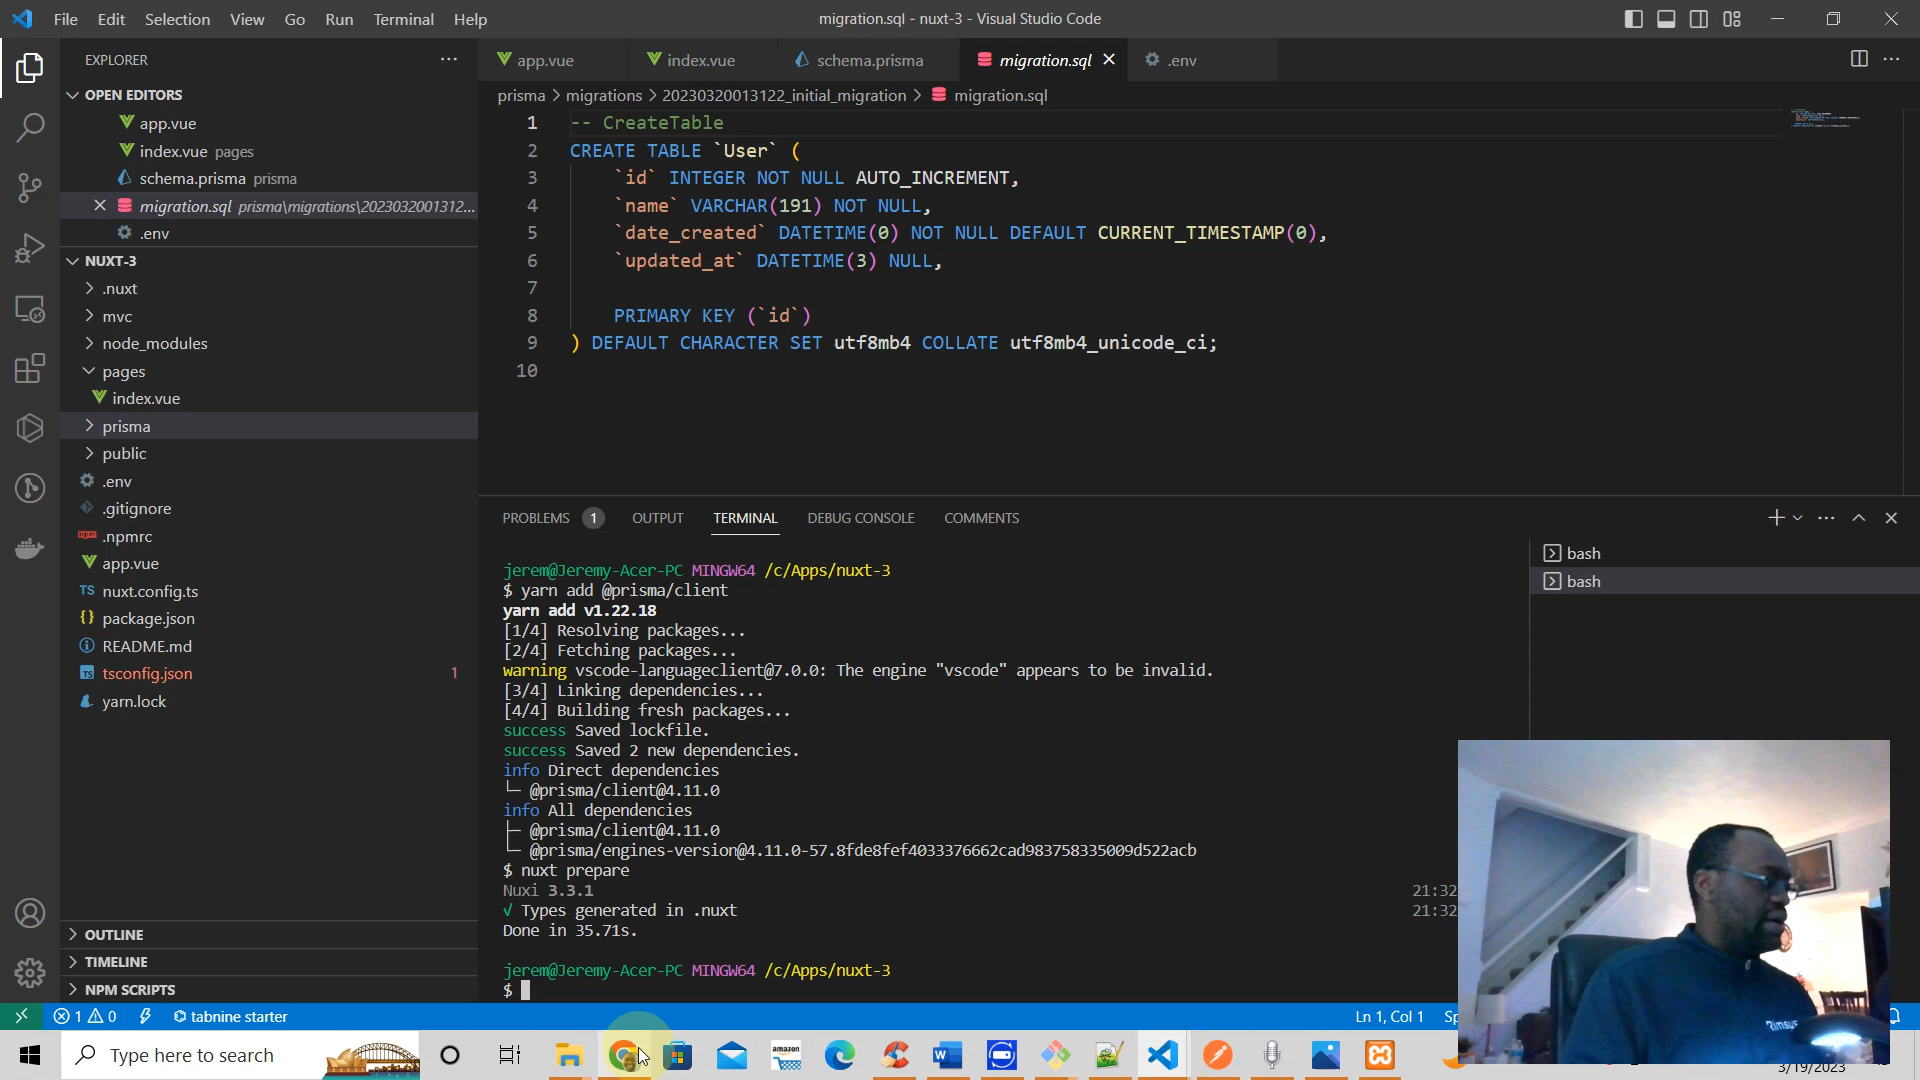 File Edit Selection View Go Run Terminal Help
migration.sql - nuxt-3 - Visual Studio Code
EXPLORER
OPEN EDITORS
app.vue
index.vue pages
schema.prisma prisma
migration.sql prisma\migrations\2023032001312...
.env
NUXT-3
.nuxt
mvc
node_modules
pages
index.vue
prisma
public
.env
.gitignore
.npmrc
app.vue
TS nuxt.config.ts
package.json
README.md
tsconfig.json 1
yarn.lock
OUTLINE
TIMELINE
NPM SCRIPTS
app.vue index.vue schema.prisma migration.sql .env
prisma > migrations > 20230320013122_initial_migration > migration.sql
1 -- CreateTable
2 CREATE TABLE `User` (
3 `id` INTEGER NOT NULL AUTO_INCREMENT,
4 `name` VARCHAR(191) NOT NULL,
5 `date_created` DATETIME(0) NOT NULL DEFAULT CURRENT_TIMESTAMP(0),
6 `updated_at` DATETIME(3) NULL,
7
8 PRIMARY KEY (`id`)
9 ) DEFAULT CHARACTER SET utf8mb4 COLLATE utf8mb4_unicode_ci;
10
PROBLEMS 1 OUTPUT TERMINAL DEBUG CONSOLE COMMENTS
bash
bash
jerem@Jeremy-Acer-PC MINGW64 /c/Apps/nuxt-3
$ yarn add @prisma/client
yarn add v1.22.18
[1/4] Resolving packages...
[2/4] Fetching packages...
warning vscode-languageclient@7.0.0: The engine "vscode" appears to be invalid.
[3/4] Linking dependencies...
[4/4] Building fresh packages...
success Saved lockfile.
success Saved 2 new dependencies.
info Direct dependencies
└─ @prisma/client@4.11.0
info All dependencies
├─ @prisma/client@4.11.0
└─ @prisma/engines-version@4.11.0-57.8fde8fef4033376662cad983758335009d522acb
$ nuxt prepare
Nuxi 3.3.1 21:32
√ Types generated in .nuxt 21:32
Done in 35.71s.
jerem@Jeremy-Acer-PC MINGW64 /c/Apps/nuxt-3
$
1 0 tabnine starter
Ln 1, Col 1 Sp
Type here to search
amazon
3/19/2023